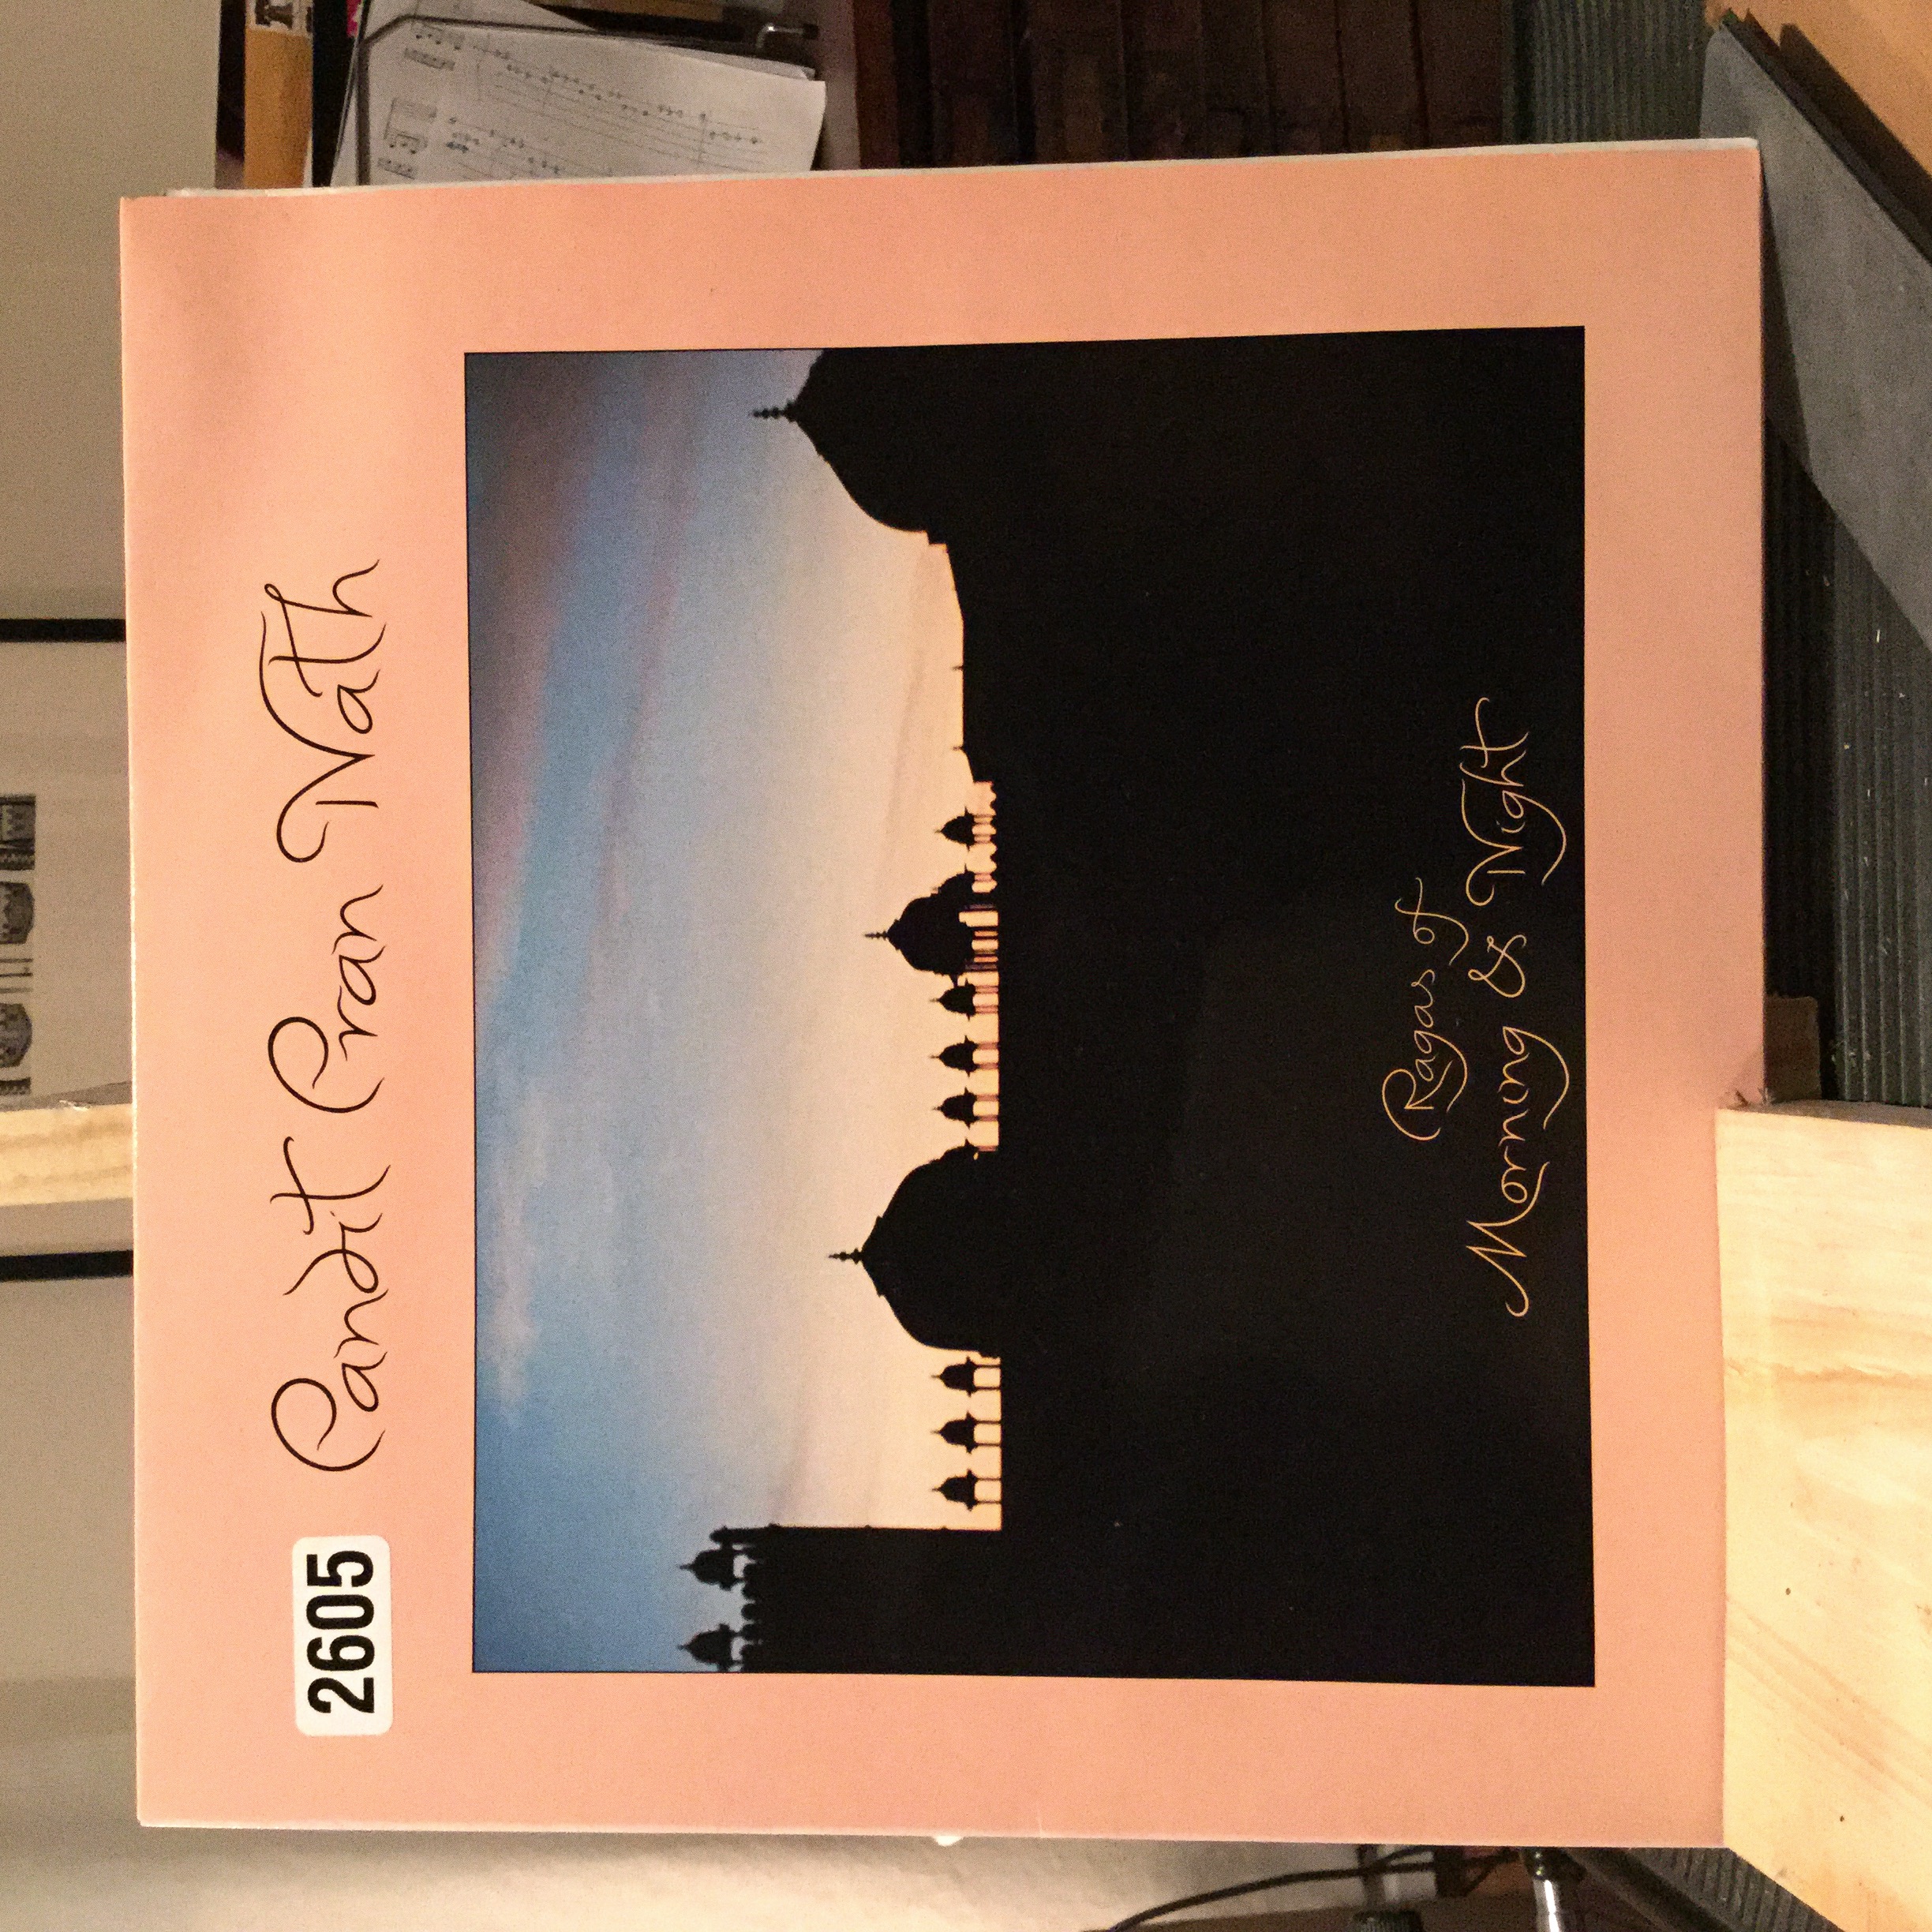 2605
Pandit Pran Nath
Ragas of
Morning & Night